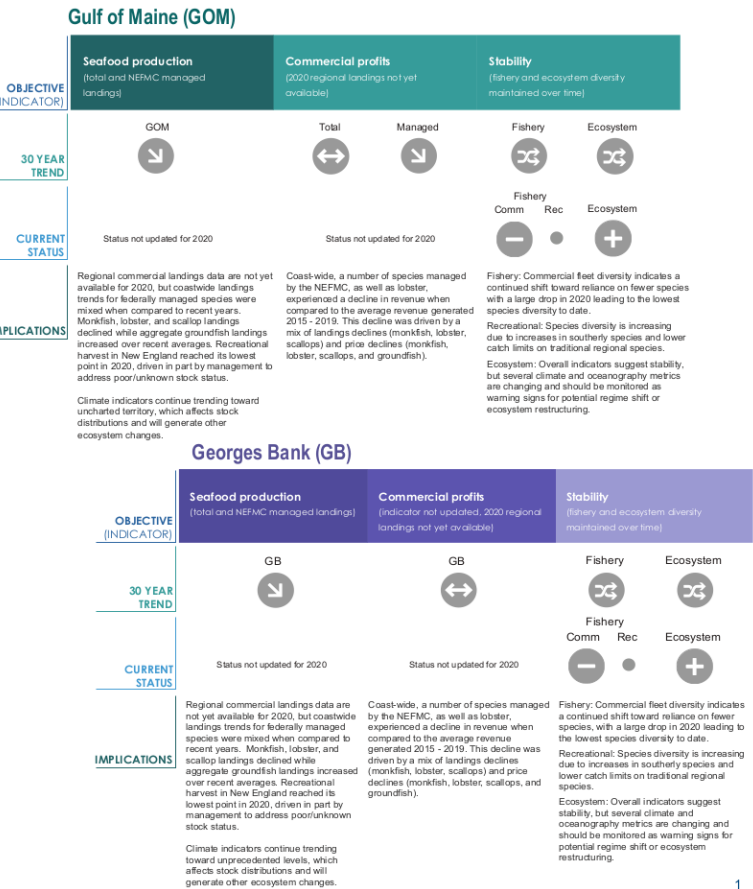 Gulf of Maine (GOM)
OBJECTIVE
INDICATOR)
Seafood production
(total and NEFMC managed
landings)
Commercial profits
(2020 regional landings not yet
available)
Stability
(fishery and ecosystem diversity
maintained over time)
30 YEAR
TREND
GOM
Total
Managed
Fishery
Ecosystem
CURRENT
STATUS
Status not updated for 2020
Status not updated for 2020
Fishery
Comm
Rec
Ecosystem
MPLICATIONS
Regional commercial landings data are not yet
available for 2020, but coastwide landings
trends for federally managed species were
mixed when compared to recent years.
Monkfish, lobster, and scallop landings
declined while aggregate groundfish landings
increased over recent averages. Recreational
harvest in New England reached its lowest
point in 2020, driven in part by management to
address poor/unknown stock status.
Climate indicators continue trending toward
uncharted territory, which affects stock
distributions and will generate other
ecosystem changes.
Coast-wide, a number of species managed
by the NEFMC, as well as lobster,
experienced a decline in revenue when
compared to the average revenue generated
2015 - 2019. This decline was driven by a
mix of landings declines (monkfish, lobster,
scallops) and price declines (monkfish,
lobster, scallops, and groundfish).
Fishery: Commercial fleet diversity indicates a
continued shift toward reliance on fewer species
with a large drop in 2020 leading to the lowest
species diversity to date.
Recreational: Species diversity is increasing
due to increases in southerly species and lower
catch limits on traditional regional species.
Ecosystem: Overall indicators suggest stability,
but several climate and oceanography metrics
are changing and should be monitored as
warning signs for potential regime shift or
ecosystem restructuring.
Georges Bank (GB)
OBJECTIVE
(INDICATOR)
Seafood production
(total and NEFMC managed landings)
Commercial profits
(indicator not updated, 2020 regional
landings not yet available)
Stability
(fishery and ecosystem diversity
maintained over time)
30 YEAR
TREND
GB
GB
Fishery
Ecosystem
CURRENT
STATUS
Status not updated for 2020
Status not updated for 2020
Fishery
Comm
Rec
Ecosystem
IMPLICATIONS
Regional commercial landings data are
not yet available for 2020, but coastwide
landings trends for federally managed
species were mixed when compared to
recent years. Monkfish, lobster, and
scallop landings declined while
aggregate groundfish landings increased
over recent averages. Recreational
harvest in New England reached its
lowest point in 2020, driven in part by
management to address poor/unknown
stock status.
Climate indicators continue trending
toward unprecedented levels, which
affects stock distributions and will
generate other ecosystem changes.
Coast-wide, a number of species managed
by the NEFMC, as well as lobster,
experienced a decline in revenue when
compared to the average revenue
generated 2015 - 2019. This decline was
driven by a mix of landings declines
(monkfish, lobster, scallops) and price
declines (monkfish, lobster, scallops, and
groundfish).
Fishery: Commercial fleet diversity indicates
a continued shift toward reliance on fewer
species, with a large drop in 2020 leading to
the lowest species diversity to date.
Recreational: Species diversity is increasing
due to increases in southerly species and
lower catch limits on traditional regional
species.
Ecosystem: Overall indicators suggest
stability, but several climate and
oceanography metrics are changing and
should be monitored as warning signs for
potential regime shift or ecosystem
restructuring.
1